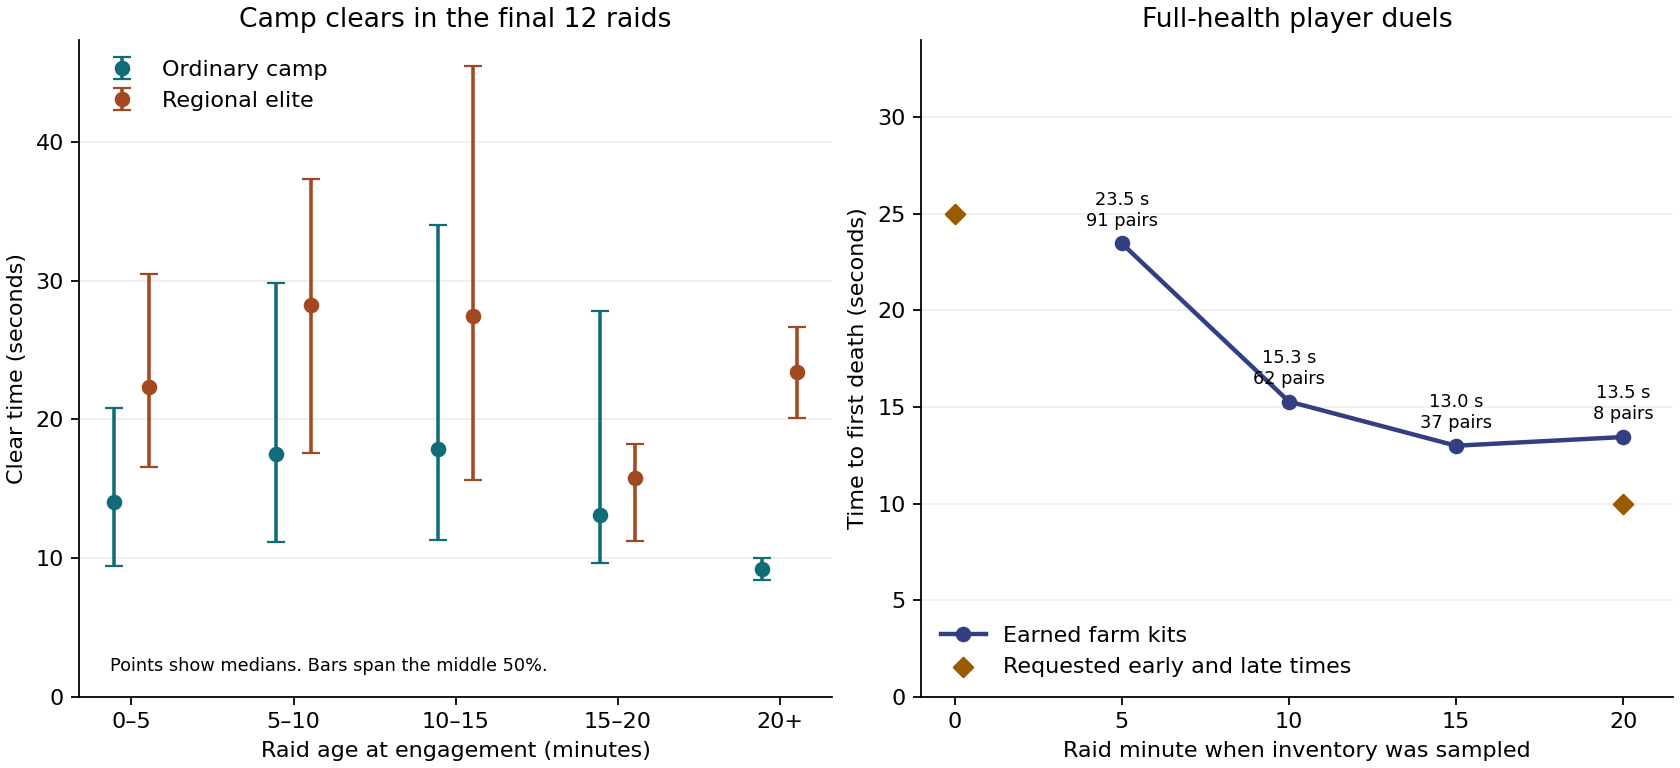 Camp clears in the final 12 raids
Ordinary camp
Regional elite
Clear time (seconds)
40
30
20
10
0
Points show medians. Bars span the middle 50%.
0–5
5–10
10–15
15–20
20+
Raid age at engagement (minutes)
Full-health player duels
Time to first death (seconds)
30
25
20
15
10
5
0
23.5 s
91 pairs
15.3 s
62 pairs
13.0 s
37 pairs
13.5 s
8 pairs
Earned farm kits
Requested early and late times
0
5
10
15
20
Raid minute when inventory was sampled